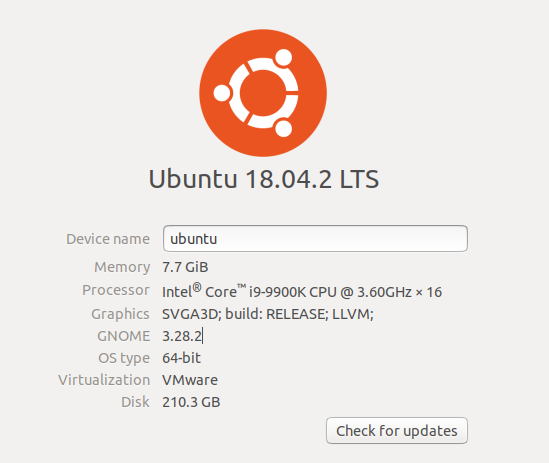 Ubuntu 18.04.2 LTS
Device name ubuntu
Memory 7.7 GiB
Processor Intel® Core™ i9-9900K CPU @ 3.60GHz × 16
Graphics SVGA3D; build: RELEASE; LLVM;
GNOME 3.28.2
OS type 64-bit
Virtualization VMware
Disk 210.3 GB
Check for updates